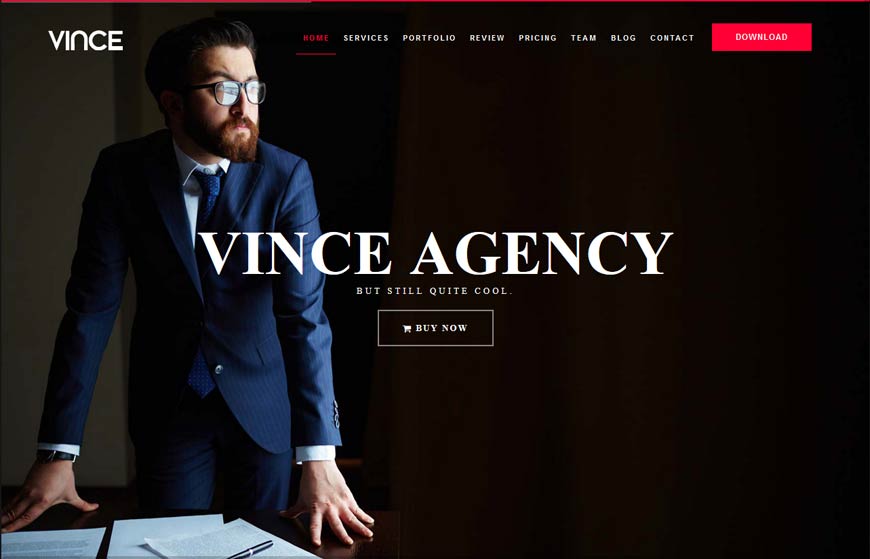 VINCE
HOME SERVICES PORTFOLIO REVIEW PRICING TEAM BLOG CONTACT DOWNLOAD
VINCE AGENCY
BUT STILL QUITE COOL.
BUY NOW